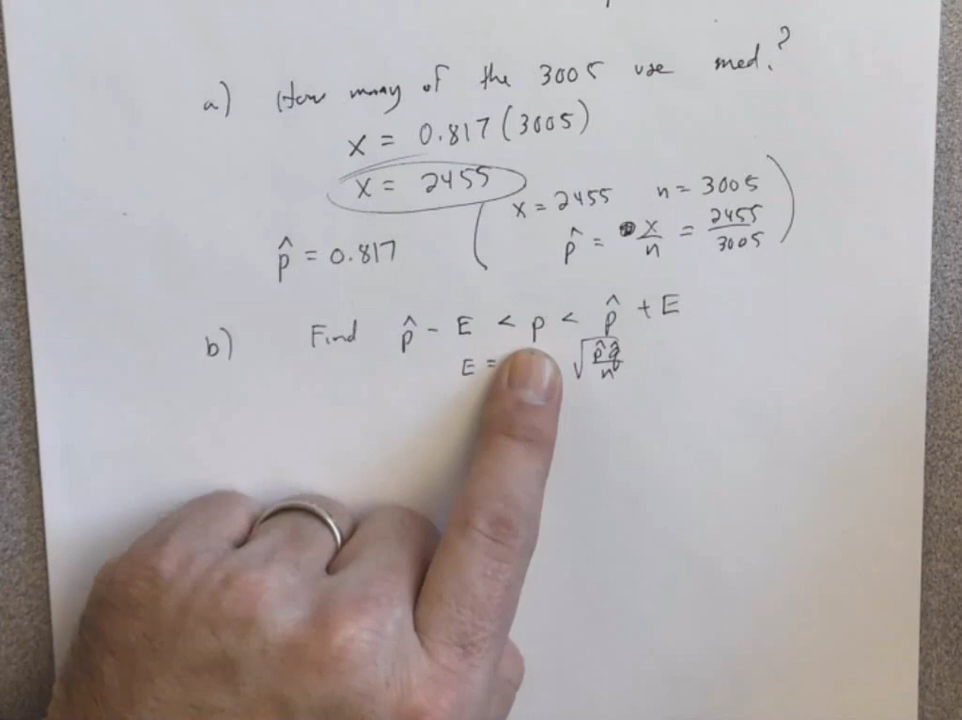 a) How many of the 3005 use med.?
x = 0.817 (3005)
x = 2455
( x = 2455 n = 3005
p̂ = x/n = 2455/3005 )
p̂ = 0.817
b) Find p̂ - E < p < p̂ + E
E = √(p̂q̂/n)